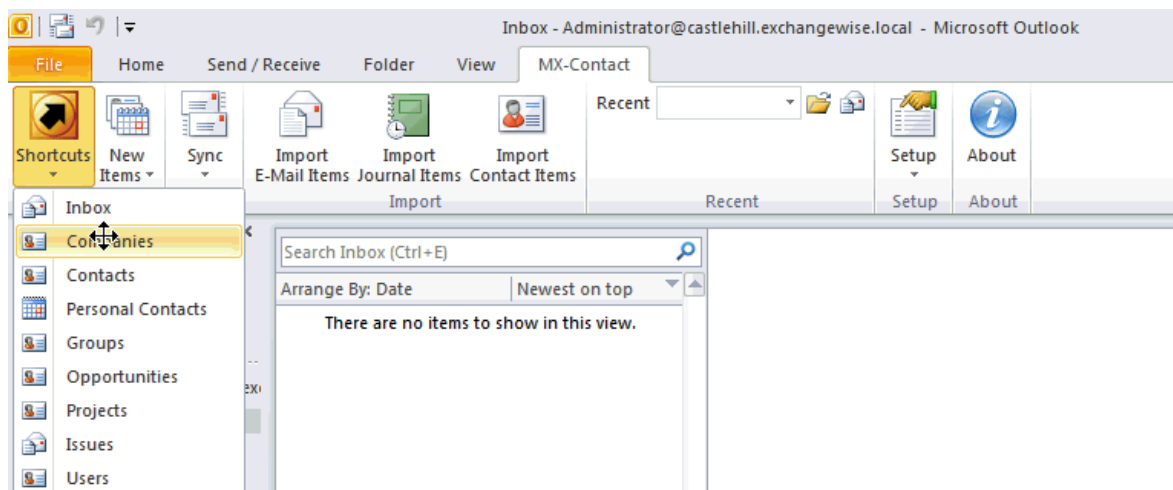 Inbox - Administrator@castlehill.exchangewise.local - Microsoft Outlook
File Home Send / Receive Folder View MX-Contact
Recent
Shortcuts New Items Sync Import E-Mail Items Import Journal Items Import Contact Items Setup About
Import Recent Setup About
Inbox
Companies
Search Inbox (Ctrl+E)
Contacts
Arrange By: Date Newest on top
Personal Contacts
There are no items to show in this view.
Groups
Opportunities
Projects
Issues
Users